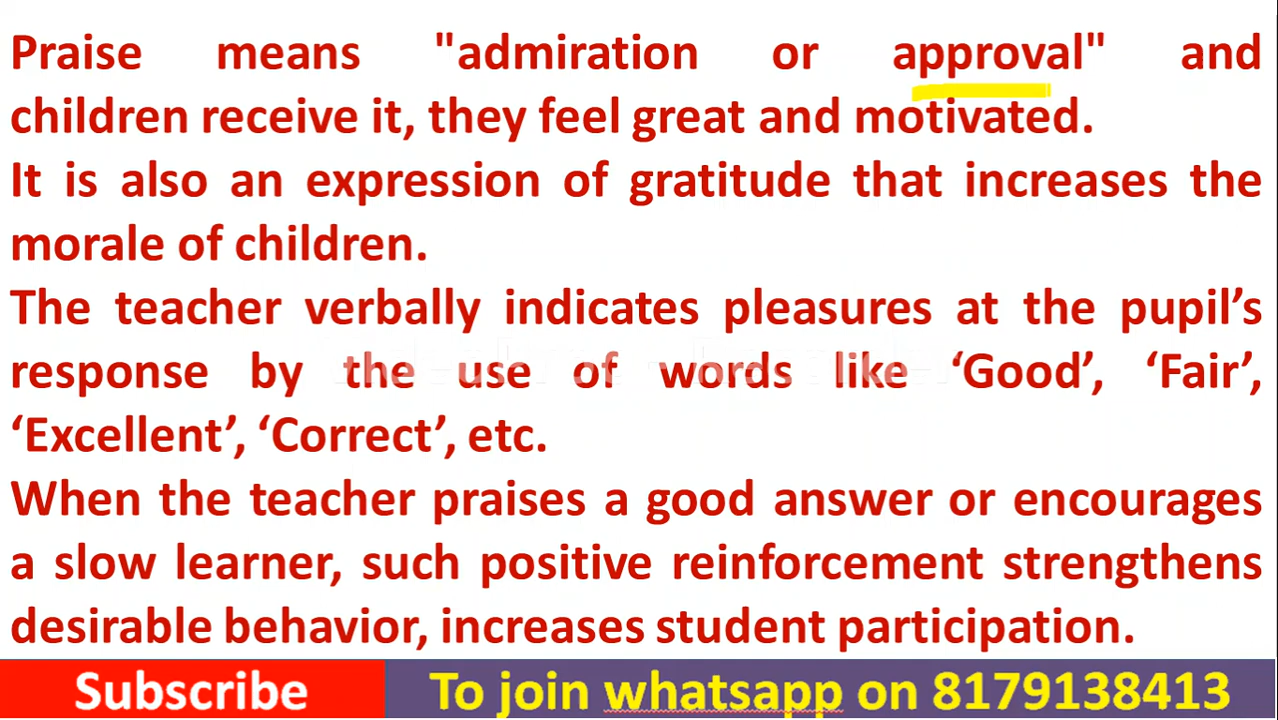 Praise means "admiration or approval" and
children receive it, they feel great and motivated.
It is also an expression of gratitude that increases the
morale of children.
The teacher verbally indicates pleasures at the pupil’s
response by the use of words like ‘Good’, ‘Fair’,
‘Excellent’, ‘Correct’, etc.
When the teacher praises a good answer or encourages
a slow learner, such positive reinforcement strengthens
desirable behavior, increases student participation.
Subscribe To join whatsapp on 8179138413